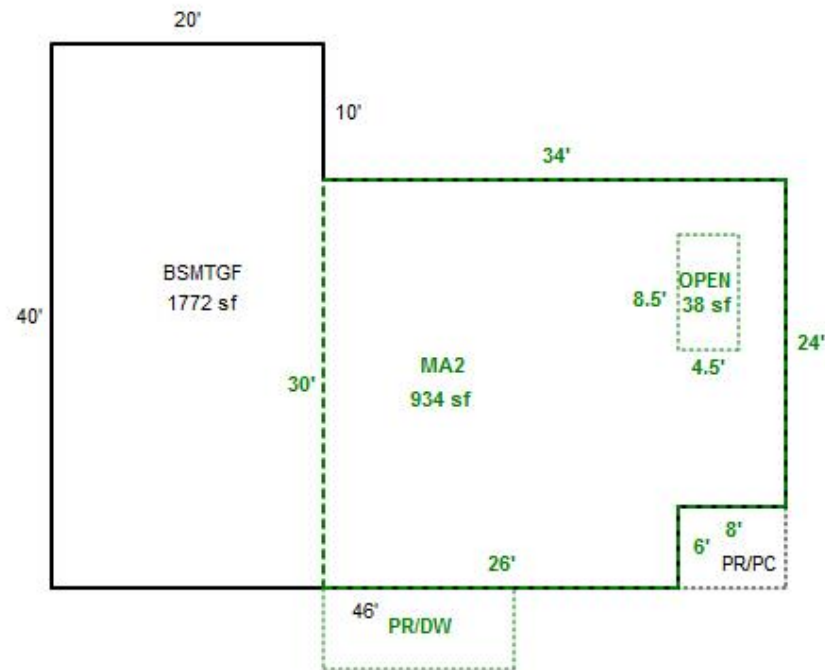 20'
10'
34'
BSMTGF
1772 sf
OPEN
38 sf
8.5'
40'
24'
4.5'
MA2
934 sf
30'
8'
6'
PR/PC
26'
46'
PR/DW